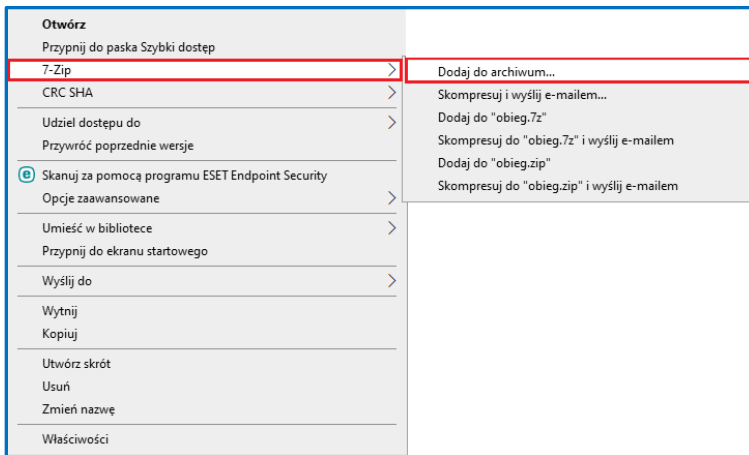 Otwórz
Przypnij do paska Szybki dostęp
7-Zip
CRC SHA
Udziel dostępu do
Przywróć poprzednie wersje
Skanuj za pomocą programu ESET Endpoint Security
Opcje zaawansowane
Umieść w bibliotece
Przypnij do ekranu startowego
Wyślij do
Wytnij
Kopiuj
Utwórz skrót
Usuń
Zmień nazwę
Właściwości
Dodaj do archiwum...
Skompresuj i wyślij e-mailem...
Dodaj do "obieg.7z"
Skompresuj do "obieg.7z" i wyślij e-mailem
Dodaj do "obieg.zip"
Skompresuj do "obieg.zip" i wyślij e-mailem